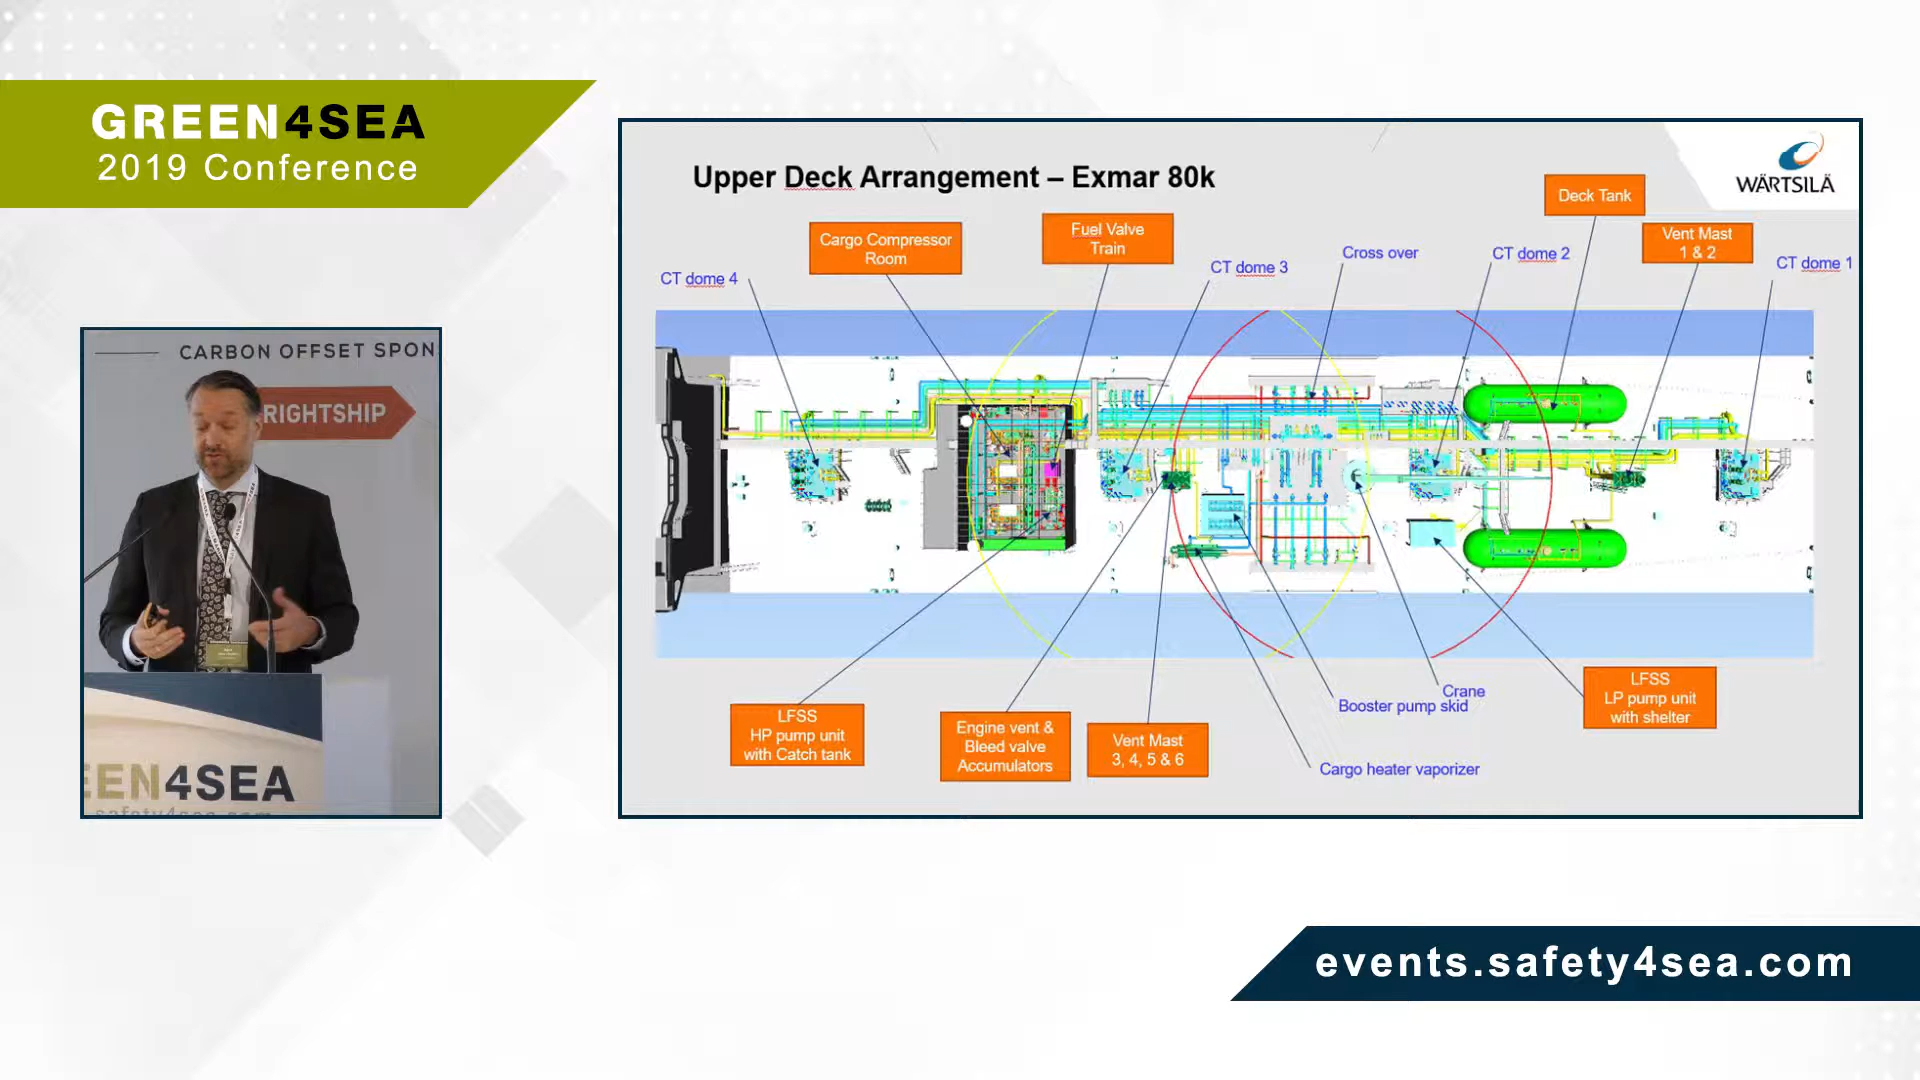 GREEN4SEA
2019 Conference
CARBON OFFSET SPON
RIGHTSHIP
EEN4SEA
safety4sea.com
Upper Deck Arrangement – Exmar 80k
WÄRTSILÄ
Deck Tank
Cargo Compressor
Room
Fuel Valve
Train
Vent Mast
1 & 2
CT dome 4
CT dome 3
Cross over
CT dome 2
CT dome 1
LFSS
HP pump unit
with Catch tank
Engine vent &
Bleed valve
Accumulators
Vent Mast
3, 4, 5 & 6
Cargo heater vaporizer
Booster pump skid
Crane
LFSS
LP pump unit
with shelter
events.safety4sea.com